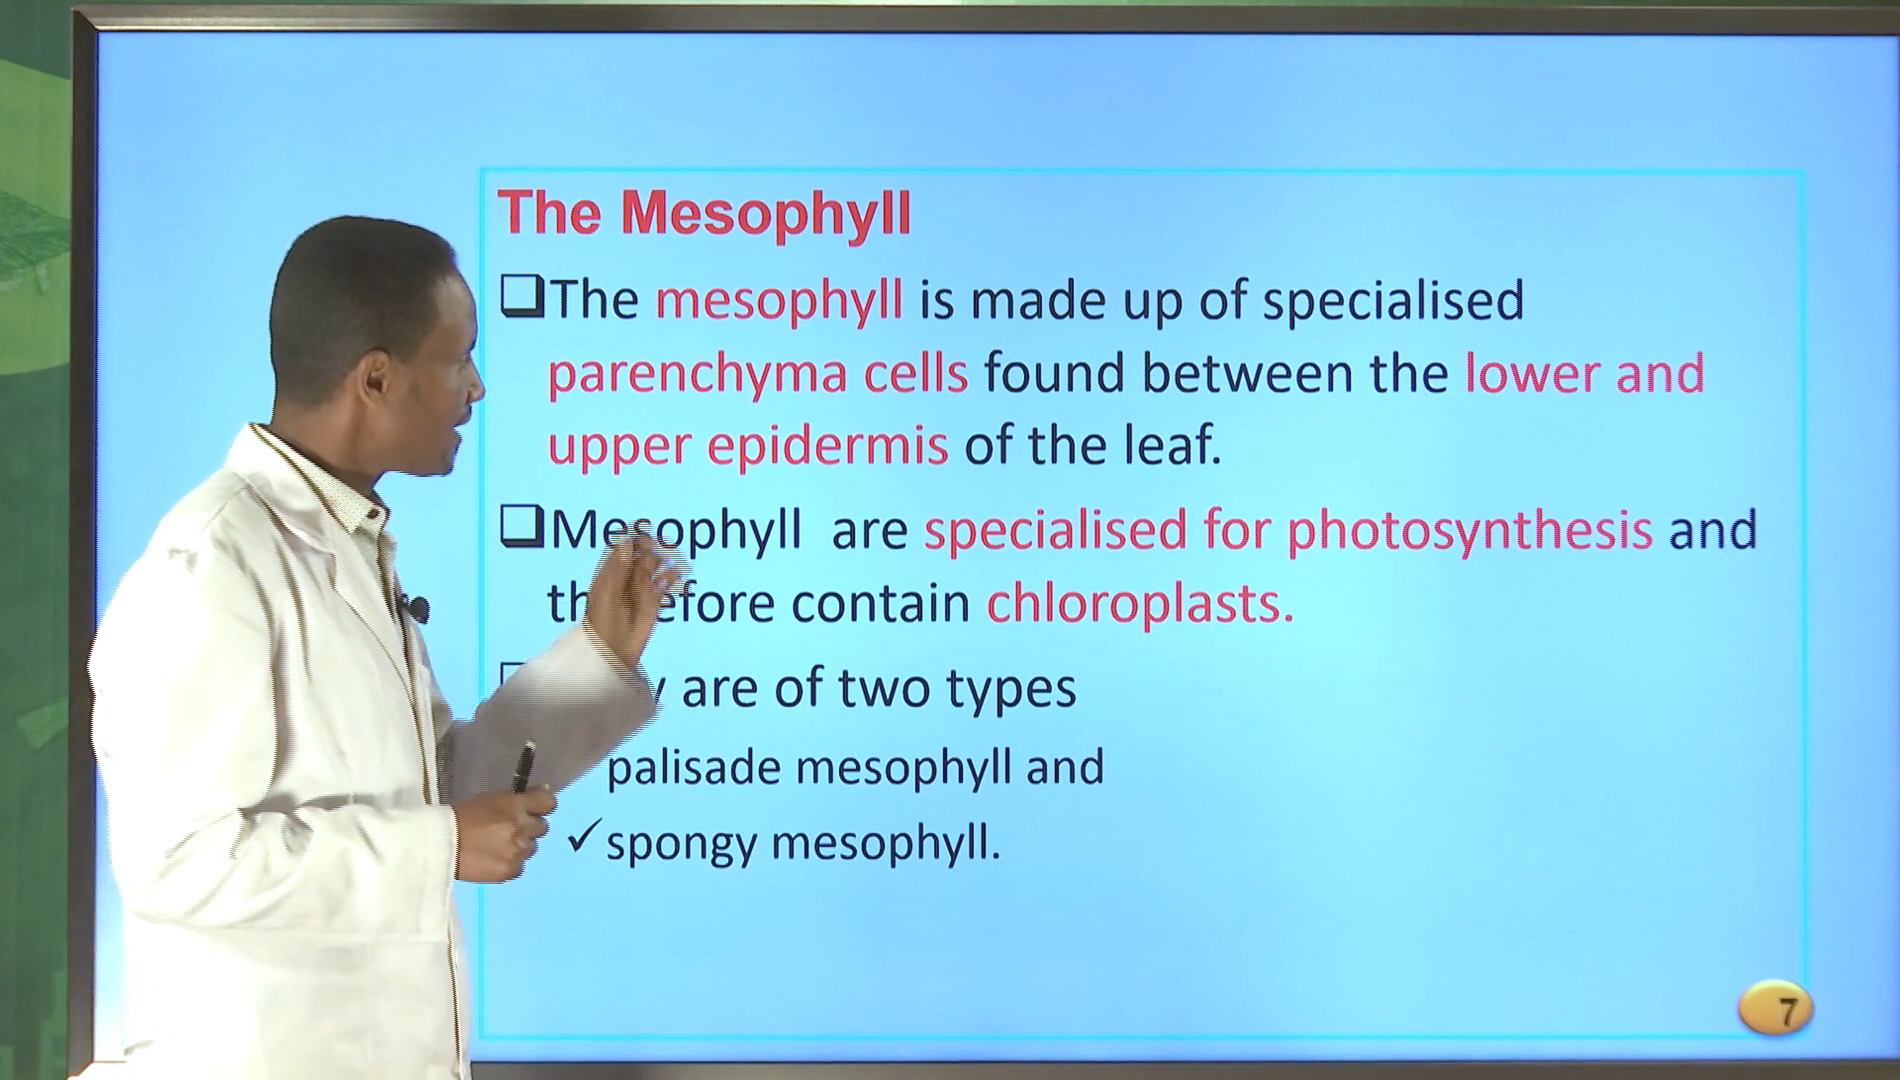 The Mesophyll
The mesophyll is made up of specialised
parenchyma cells found between the lower and
upper epidermis of the leaf.
Mesophyll are specialised for photosynthesis and
therefore contain chloroplasts.
are of two types
palisade mesophyll and
✓spongy mesophyll.
7